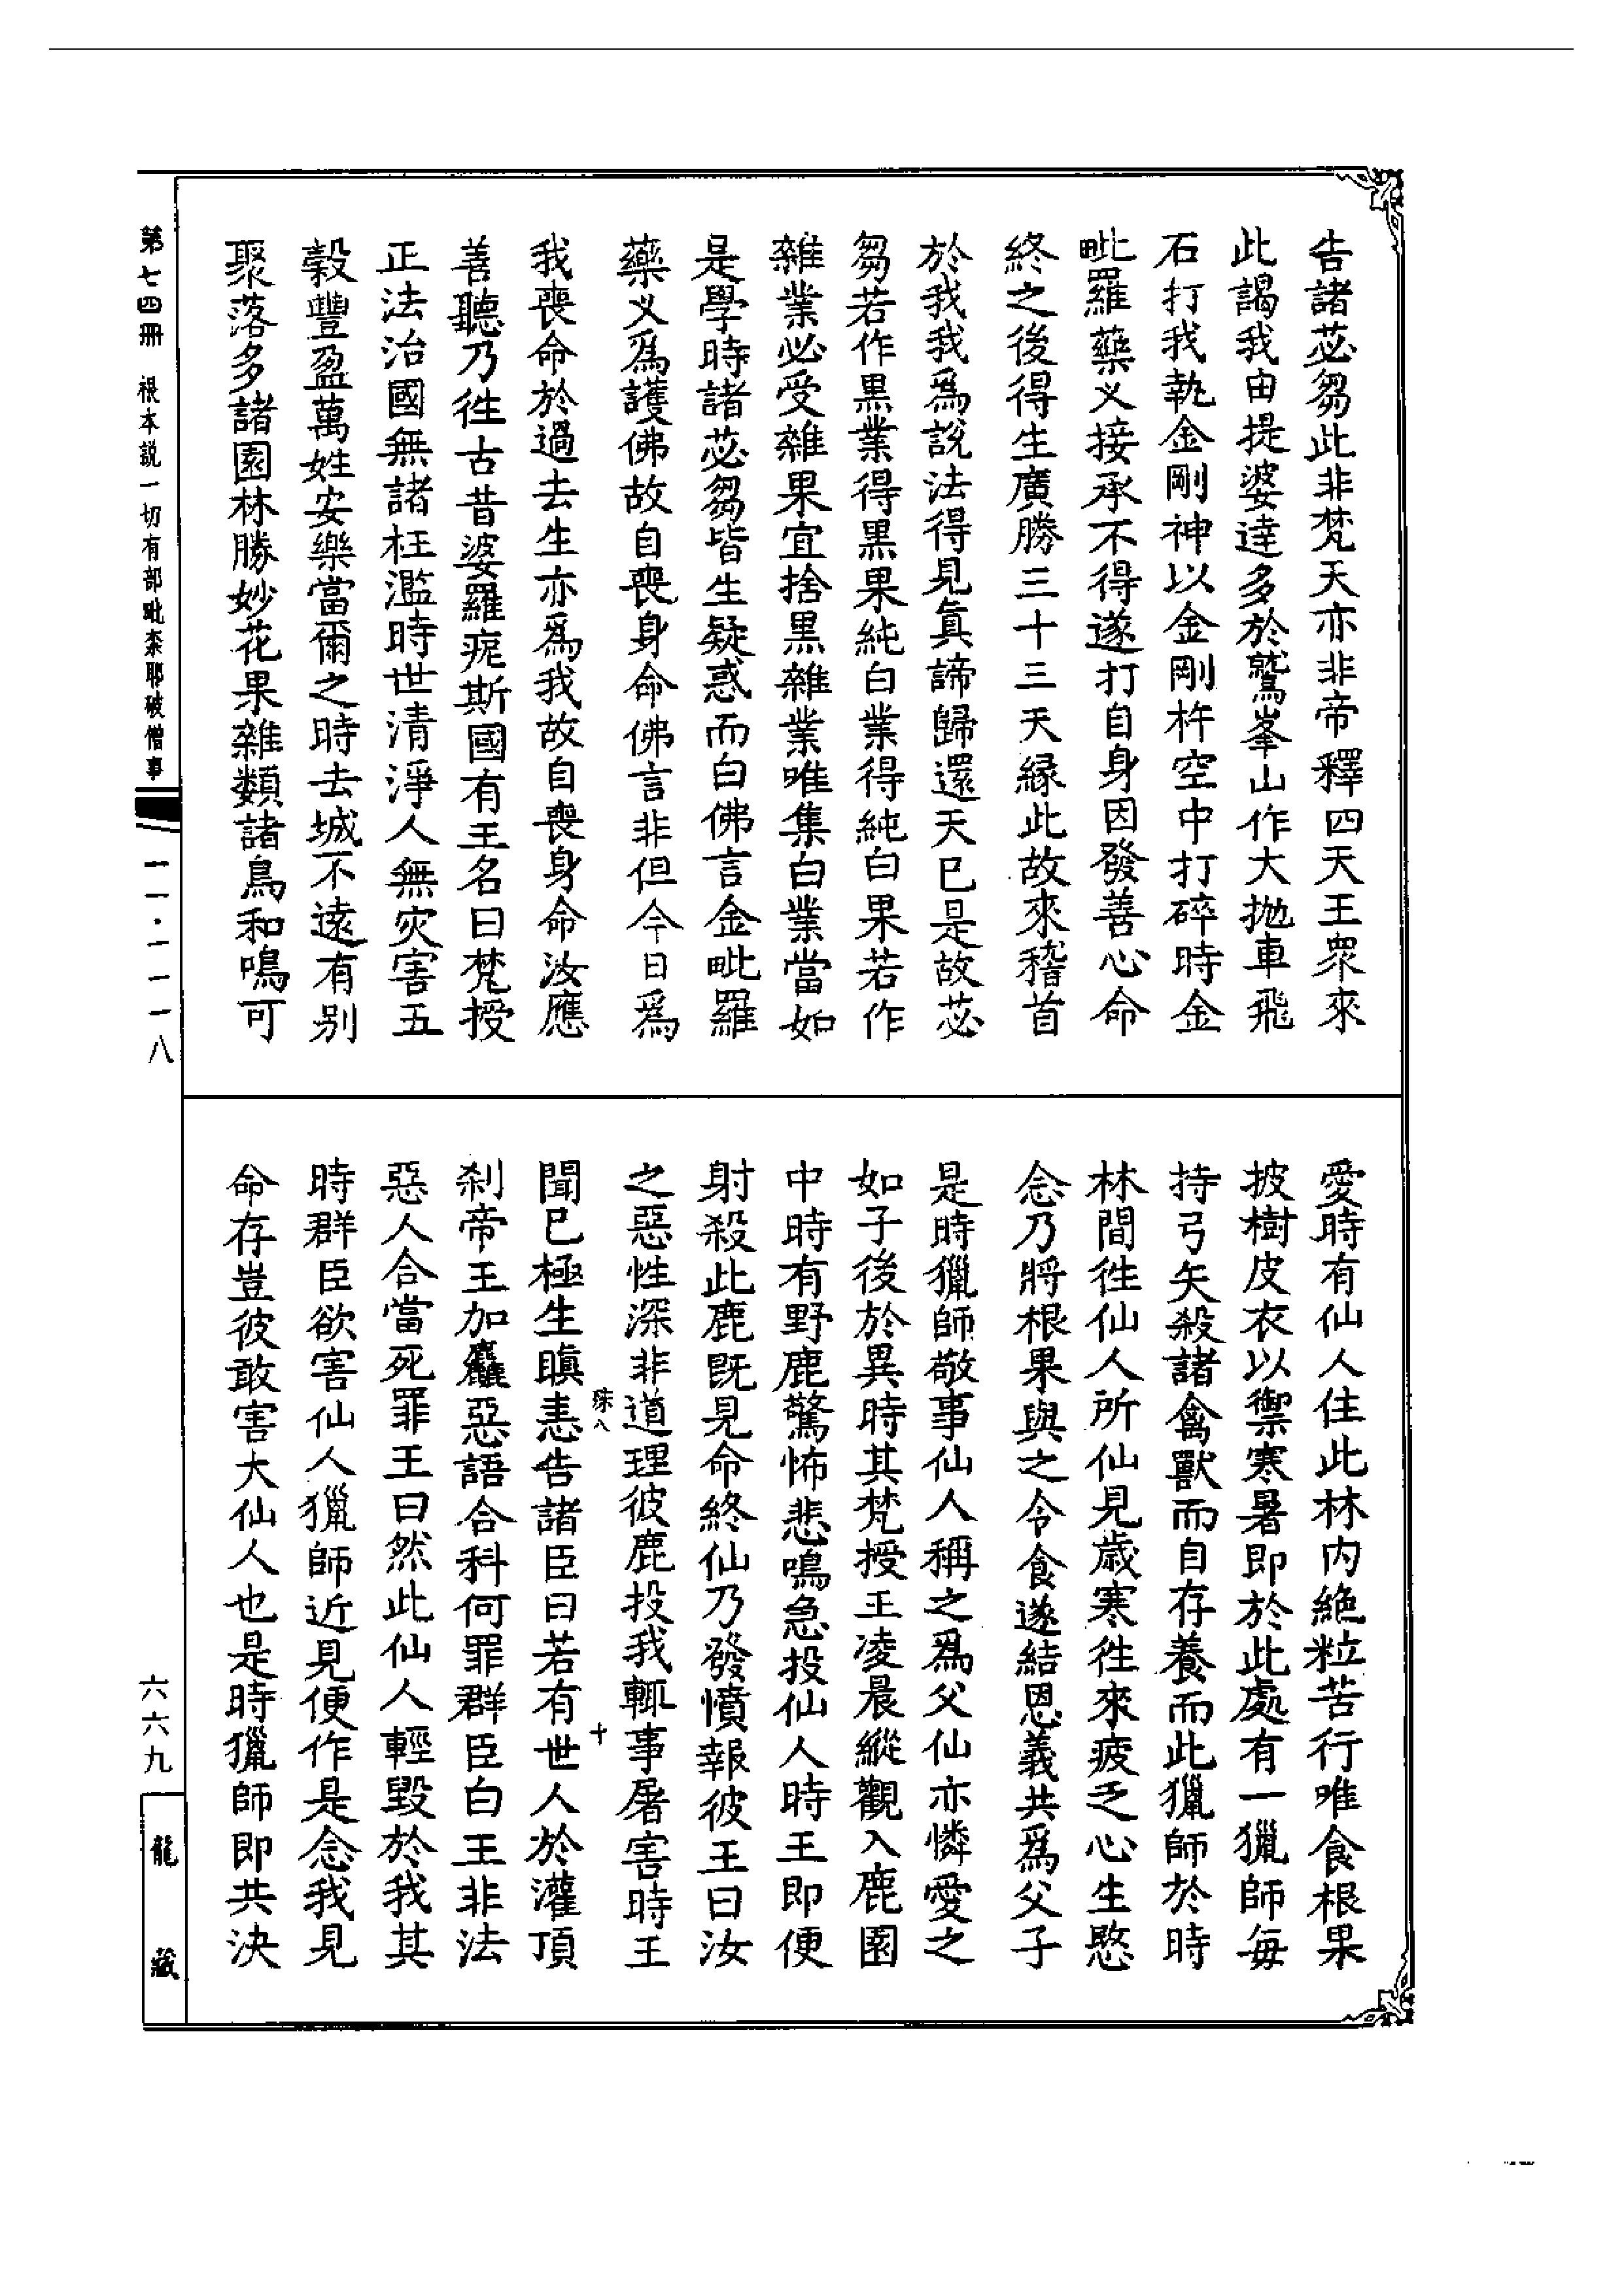 告諸苾芻此非梵天亦非帝釋四天王衆來
此謁我由提婆達多於鷲峯山作大拋車飛
石打我執金剛神以金剛杵空中打碎時金
毗羅藥叉接承不得遂打自身因發善心命
終之後得生廣勝三十三天緣此故來稽首
於我我爲說法得見眞諦歸還天已是故苾
芻若作黑業得黑果純白業得純白果若作
雜業必受雜果宜捨黑雜業唯集白業當如
是學時諸苾芻皆生疑惑而白佛言金毗羅
藥叉爲護佛故自喪身命佛言非但今日爲
我喪命於過去生亦爲我故自喪身命汝應
善聽乃徃古昔婆羅痆斯國有王名曰梵授
正法治國無諸枉濫時世清淨人無灾害五
穀豐盈萬姓安樂當爾之時去城不遠有别
聚落多諸園林勝妙花果雜類諸鳥和鳴可
愛時有仙人住此林内絶粒苦行唯食根果
披樹皮衣以禦寒暑即於此處有一獵師每
持弓矢殺諸禽獸而自存養而此獵師於時
林間徃仙人所仙見歲寒徃來疲乏心生愍
念乃將根果與之令食遂結恩義共爲父子
是時獵師敬事仙人稱之爲父仙亦憐愛之
如子後於異時其梵授王凌晨縱觀入鹿園
中時有野鹿驚怖悲鳴急投仙人時王即便
射殺此鹿旣見命終仙乃發憤報彼王曰汝
之惡性深非道理彼鹿投我輒事屠害時王
殊八
十
聞已極生瞋恚告諸臣曰若有世人於灌頂
刹帝王加麤惡語合科何罪群臣白王非法
惡人合當死罪王曰然此仙人輕毀於我其
時群臣欲害仙人獵師近見便作是念我見
命存豈彼敢害大仙人也是時獵師即共決
第七四冊 根本説一切有部毗奈耶破僧事
一一·一一一八
六六九
龍藏